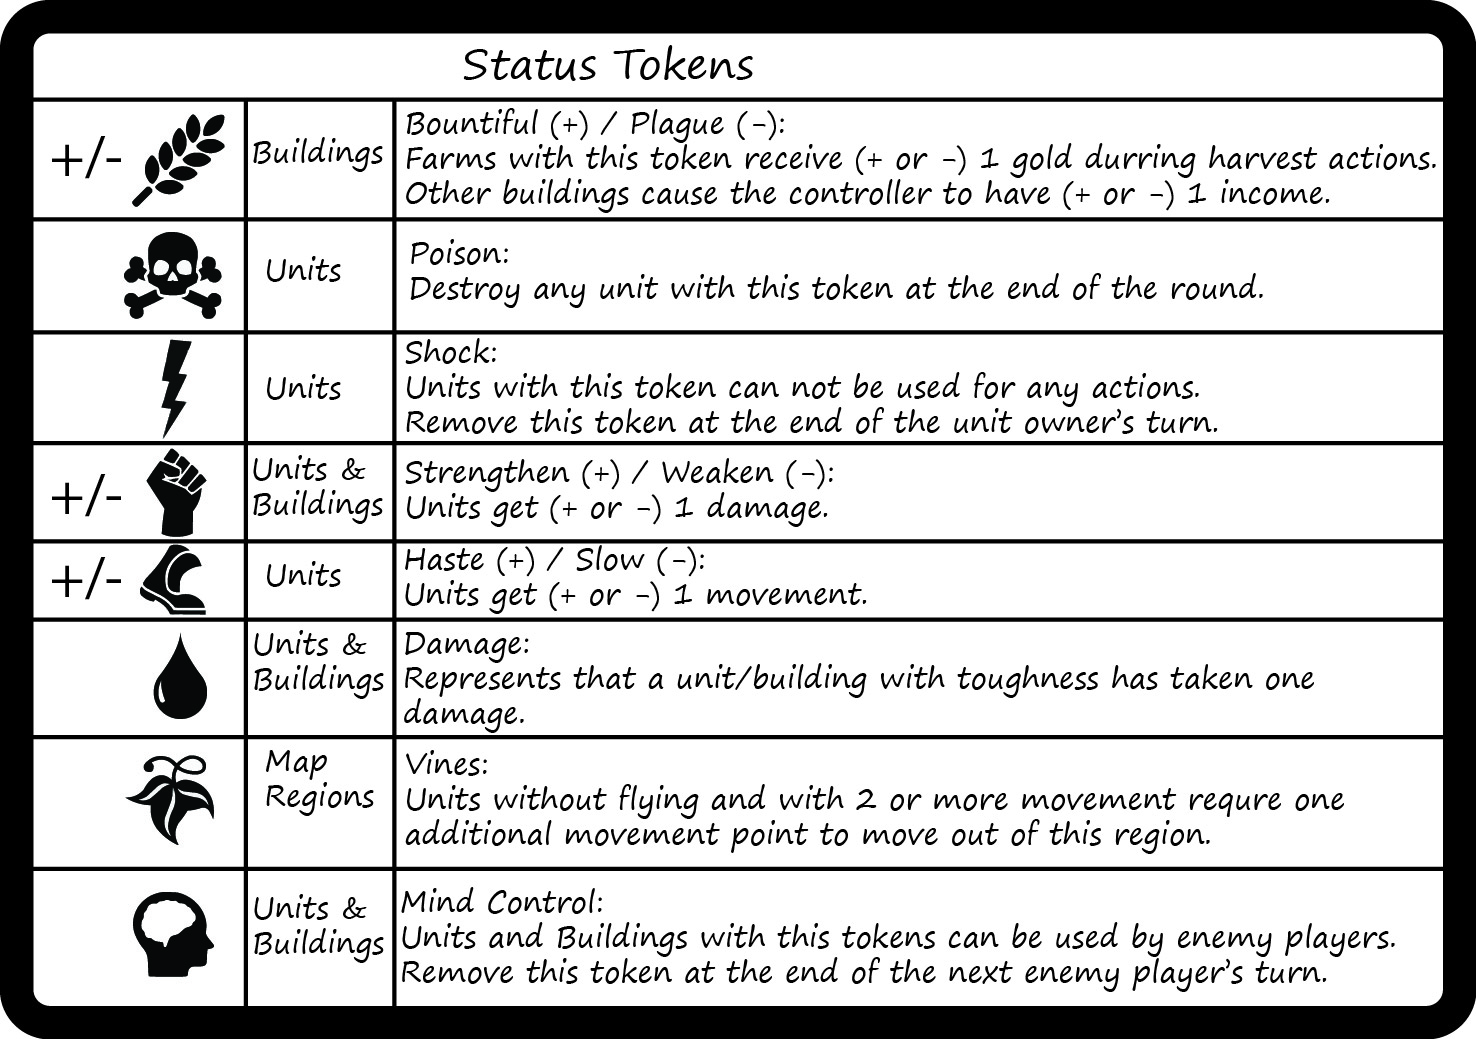 Status Tokens
+/-
Buildings
Bountiful (+) / Plague (-):
Farms with this token receive (+ or -) 1 gold durring harvest actions.
Other buildings cause the controller to have (+ or -) 1 income.
Units
Poison:
Destroy any unit with this token at the end of the round.
Units
Shock:
Units with this token can not be used for any actions.
Remove this token at the end of the unit owner's turn.
+/-
Units &
Buildings
Strengthen (+) / Weaken (-):
Units get (+ or -) 1 damage.
+/-
Units
Haste (+) / Slow (-):
Units get (+ or -) 1 movement.
Units &
Buildings
Damage:
Represents that a unit/building with toughness has taken one
damage.
Map
Regions
Vines:
Units without flying and with 2 or more movement requre one
additional movement point to move out of this region.
Units &
Buildings
Mind Control:
Units and Buildings with this tokens can be used by enemy players.
Remove this token at the end of the next enemy player's turn.